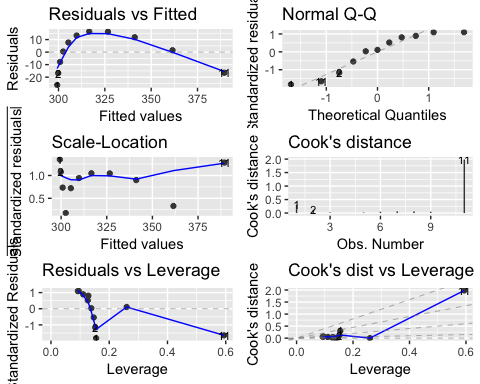 Residuals vs Fitted
Residuals
10
0
-10
-20
300
325
350
375
Fitted values
Normal Q-Q
Standardized residuals
1
0
-1
-1
0
1
Theoretical Quantiles
Scale-Location
Standardized residuals
1.0
0.5
300
325
350
375
Fitted values
Cook's distance
Cook's distance
2.0
1.5
1.0
0.5
0.0
1
2
11
3
6
9
Obs. Number
Residuals vs Leverage
Standardized Residuals
1
0
-1
0.0
0.2
0.4
0.6
Leverage
Cook's dist vs Leverage
Cook's distance
2.0
1.5
1.0
0.5
0.0
0.0
0.2
0.4
0.6
Leverage